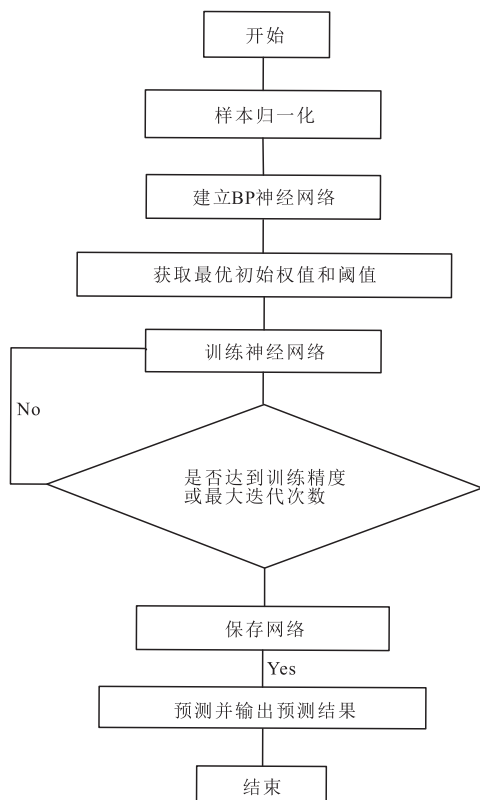 开始
样本归一化
建立BP神经网络
获取最优初始权值和阈值
训练神经网络
No
是否达到训练精度
或最大迭代次数
保存网络
Yes
预测并输出预测结果
结束